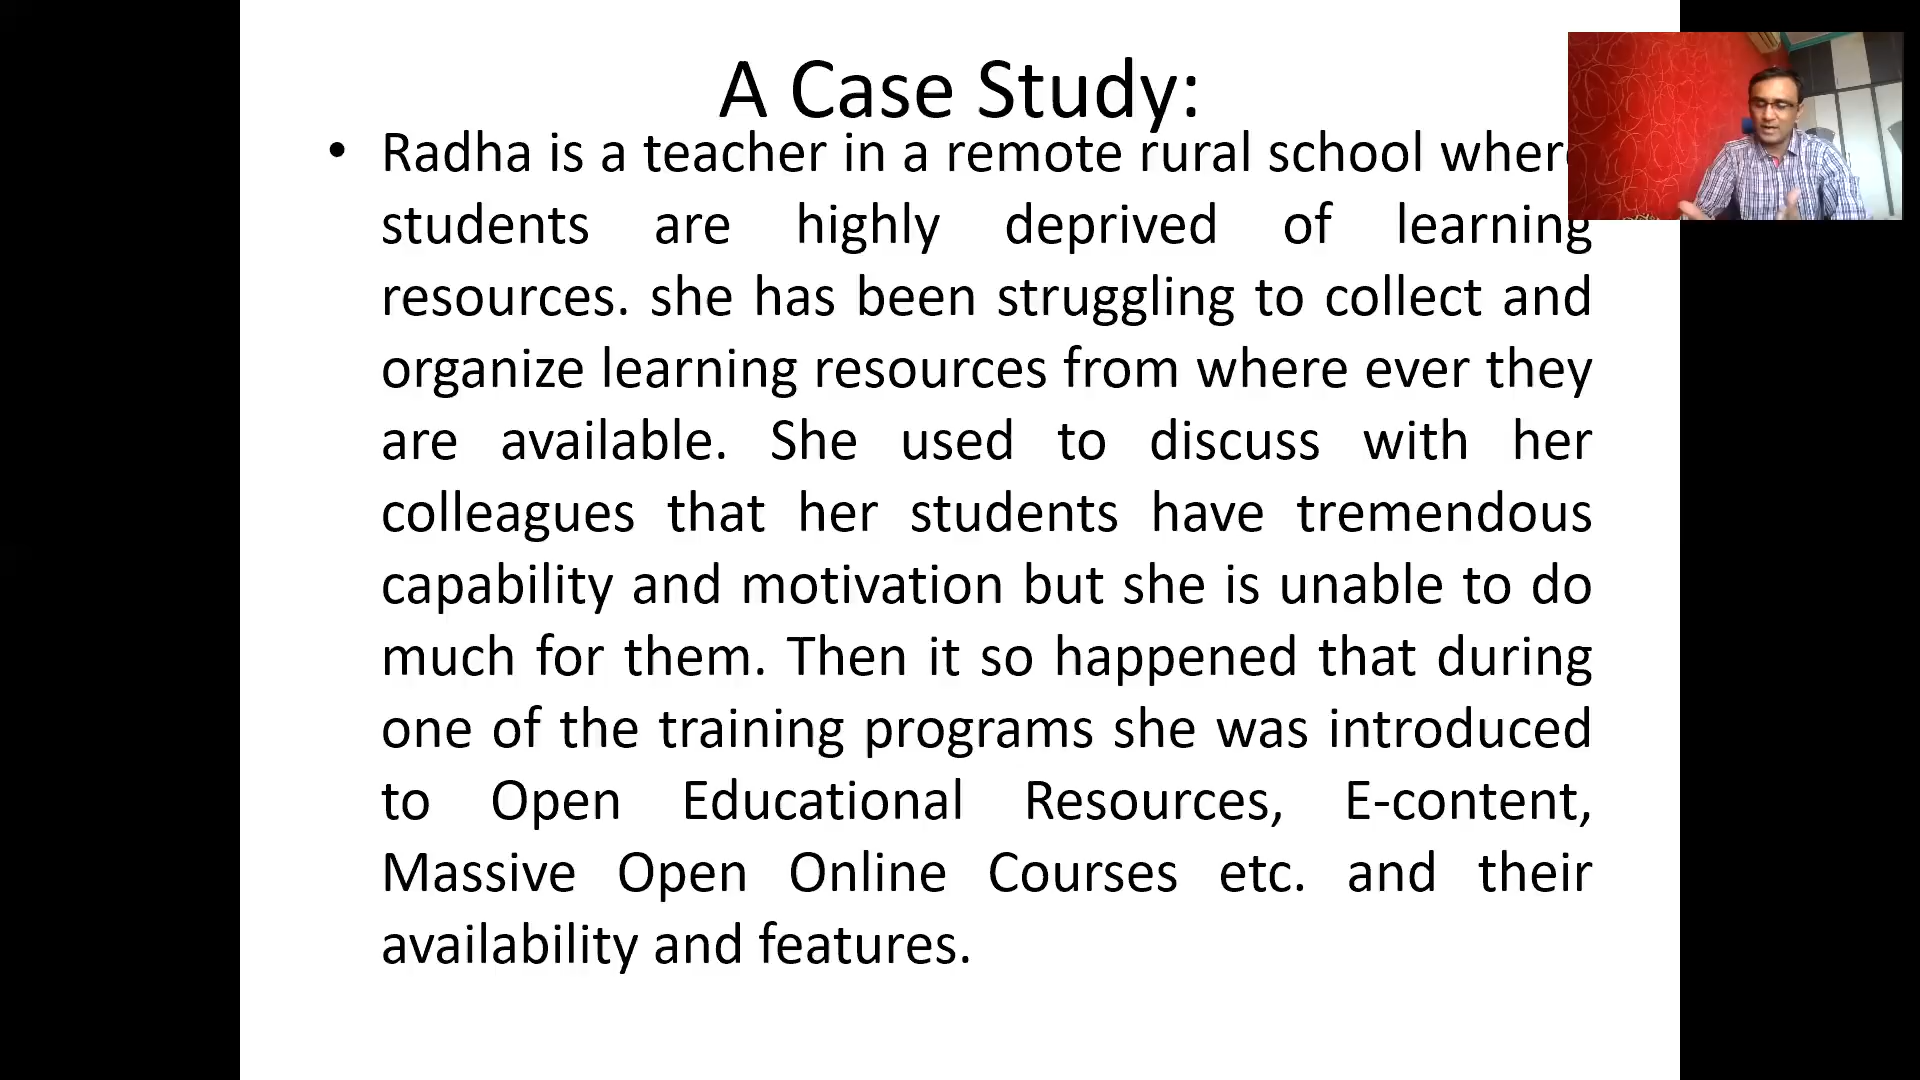 A Case Study:
• Radha is a teacher in a remote rural school where
students are highly deprived of learning
resources. she has been struggling to collect and
organize learning resources from where ever they
are available. She used to discuss with her
colleagues that her students have tremendous
capability and motivation but she is unable to do
much for them. Then it so happened that during
one of the training programs she was introduced
to Open Educational Resources, E-content,
Massive Open Online Courses etc. and their
availability and features.